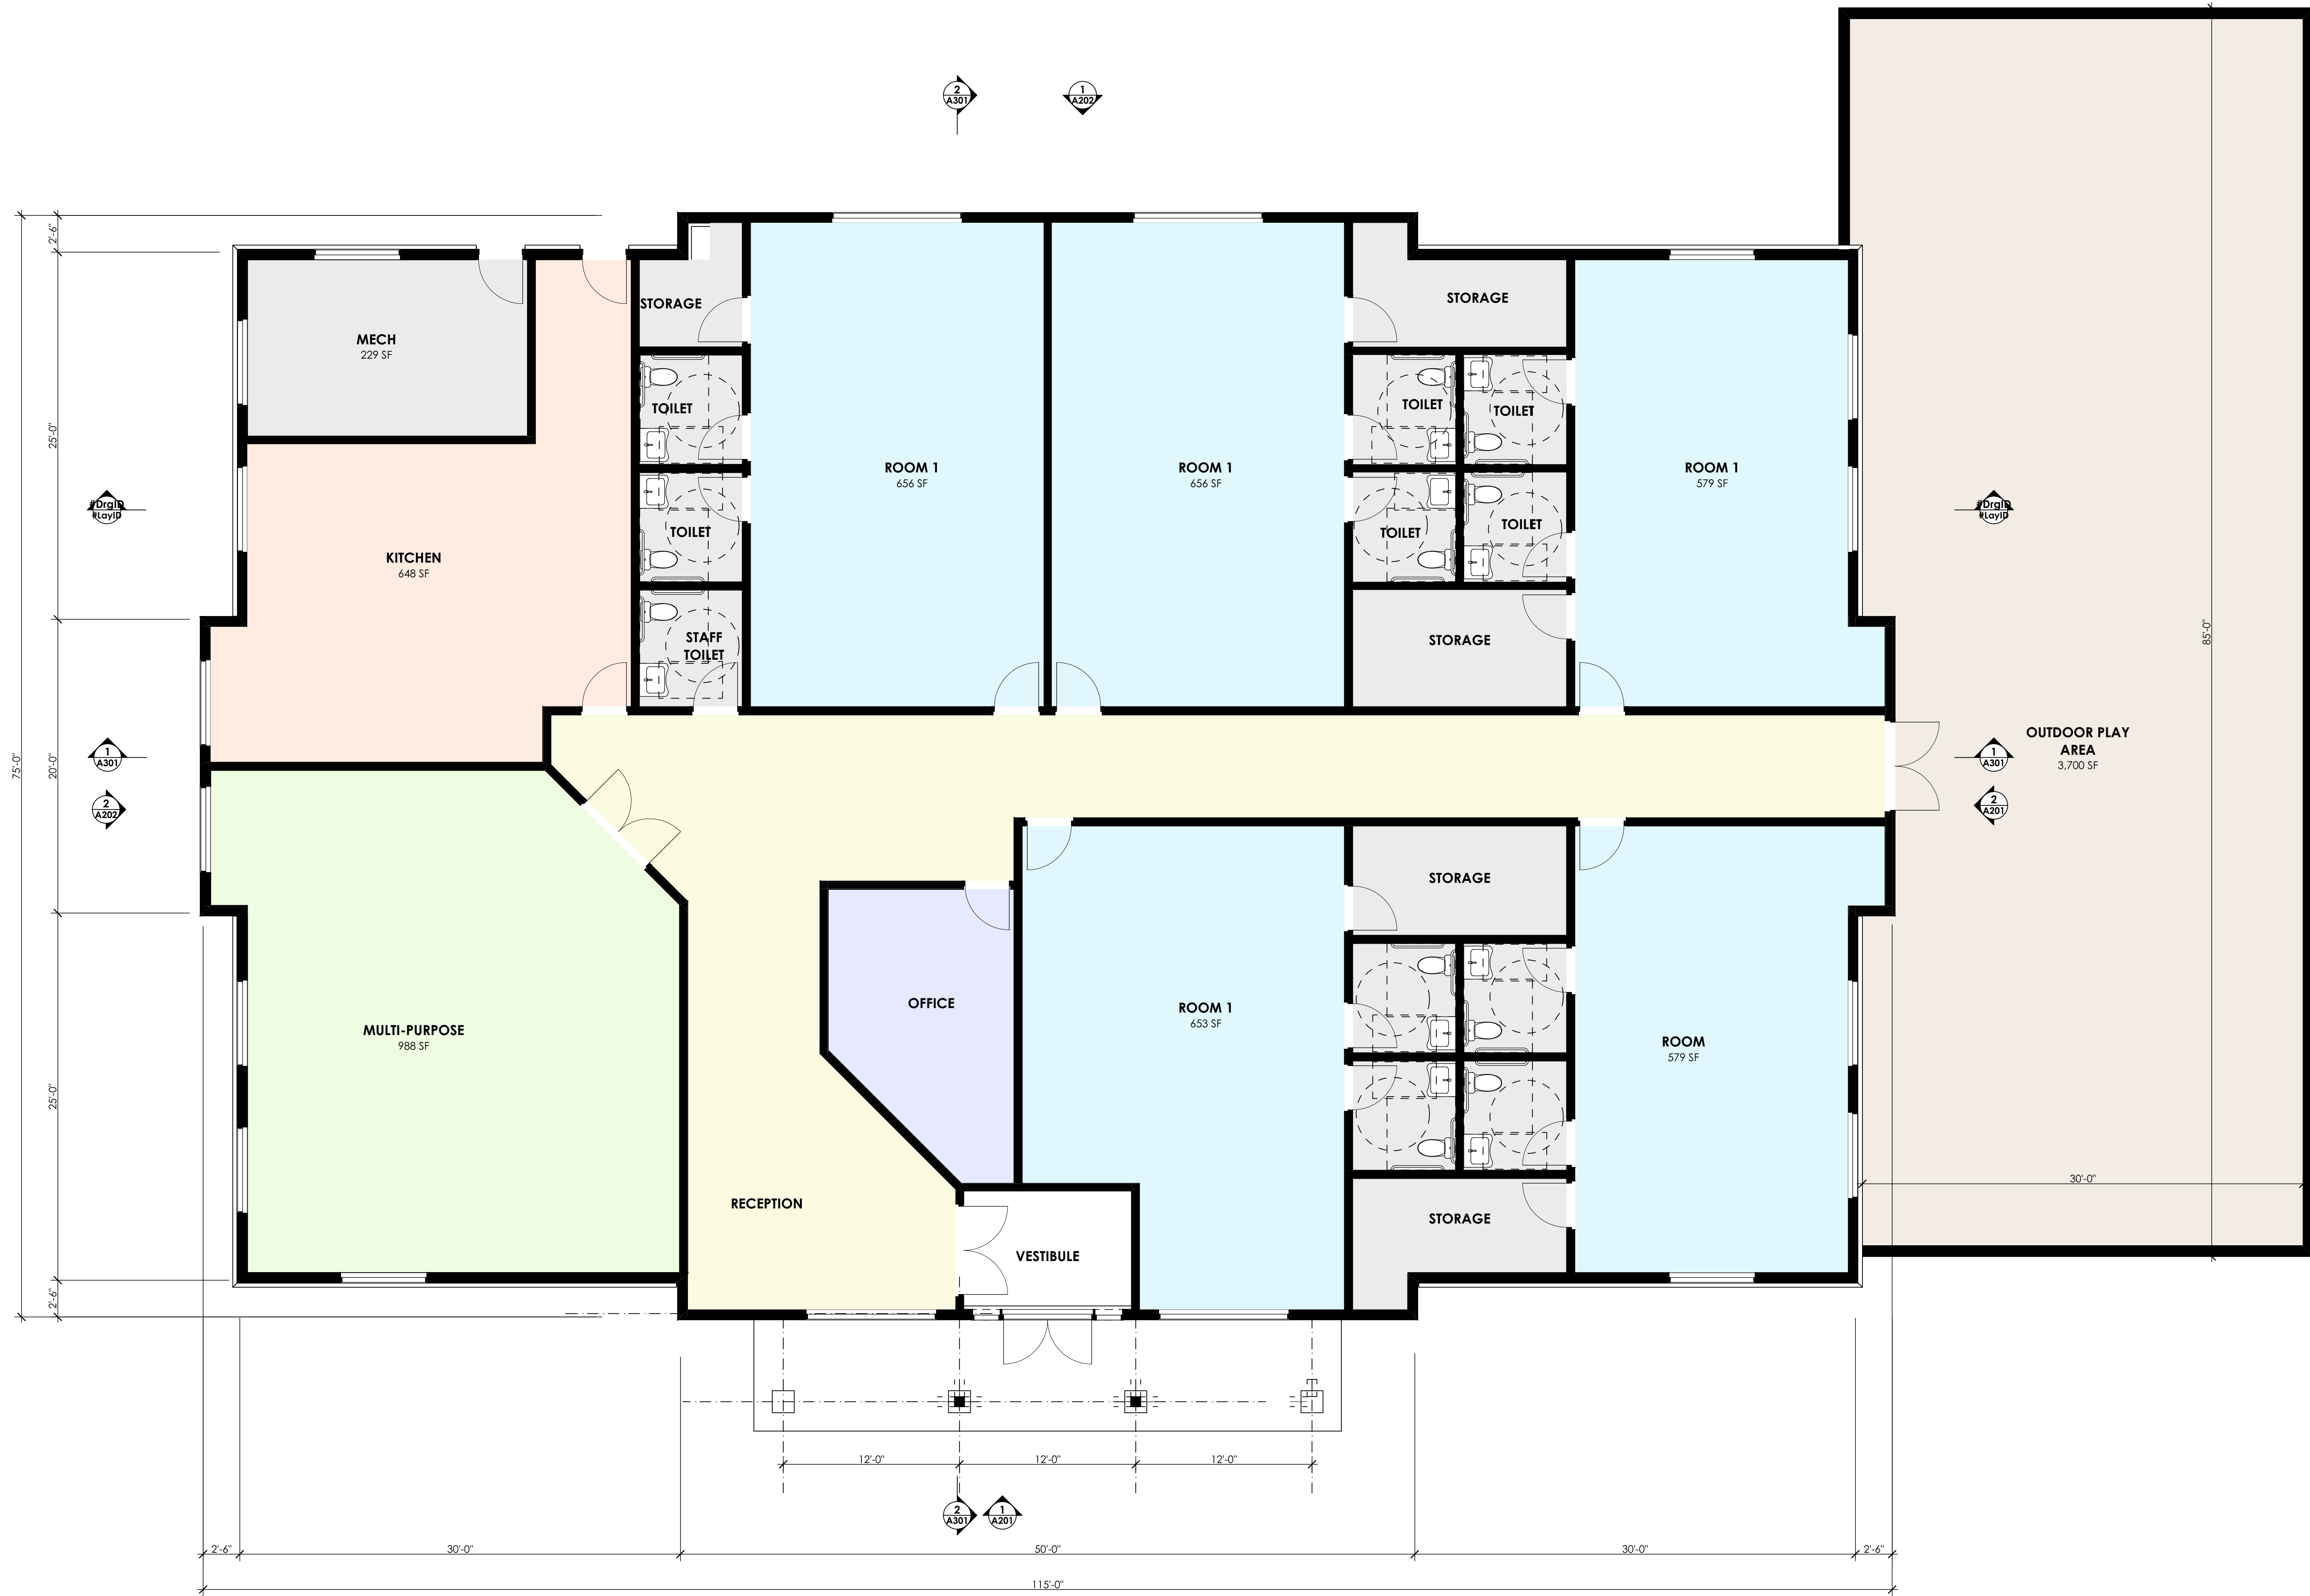 2
A301
1
A202
2'-6"
25'-0"
20'-0"
25'-0"
2'-6"
75'-0"
85'-0"
STORAGE
STORAGE
MECH
229 SF
TOILET
TOILET
TOILET
ROOM 1
656 SF
ROOM 1
656 SF
ROOM 1
579 SF
#DrgID
#LayID
#DrgID
#LayID
TOILET
TOILET
TOILET
KITCHEN
648 SF
STAFF
TOILET
STORAGE
OUTDOOR PLAY
AREA
3,700 SF
1
A301
1
A301
2
A202
2
A201
STORAGE
OFFICE
ROOM 1
653 SF
MULTI-PURPOSE
988 SF
ROOM
579 SF
30'-0"
RECEPTION
STORAGE
VESTIBULE
12'-0"
12'-0"
12'-0"
2
A301
1
A201
2'-6"
30'-0"
50'-0"
30'-0"
2'-6"
115'-0"